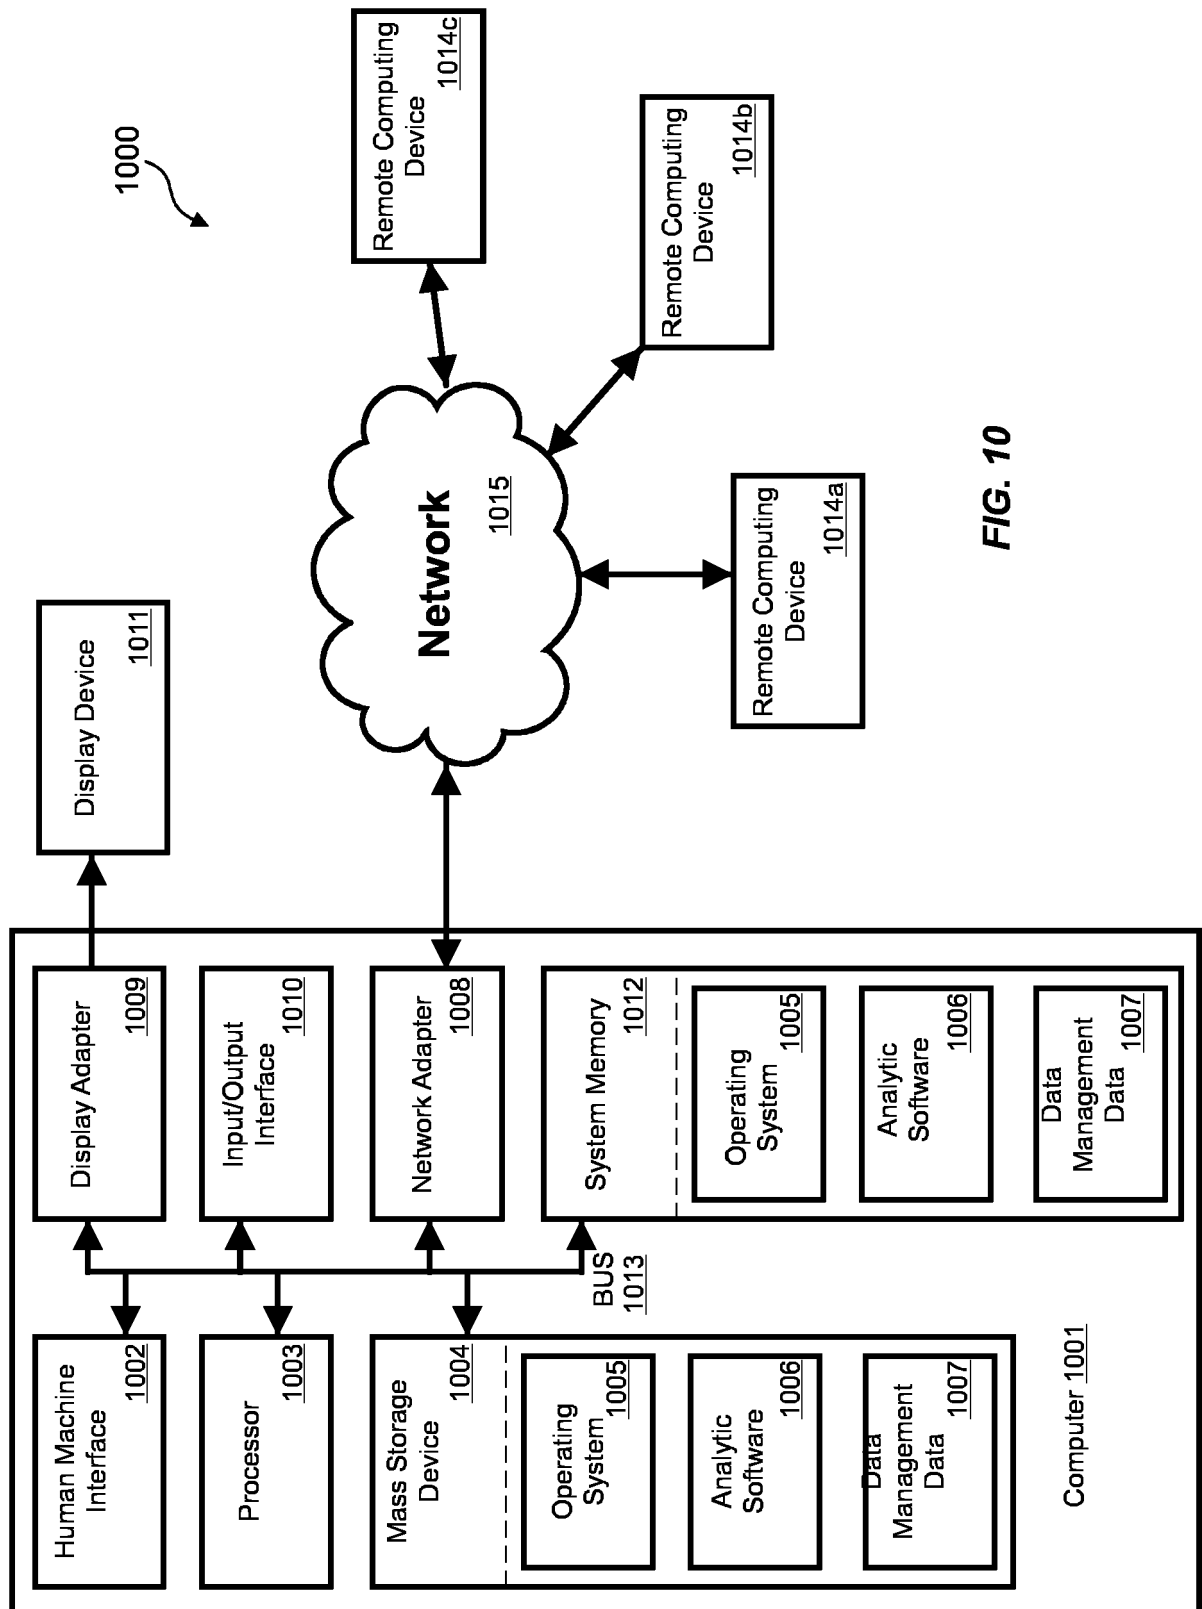 1000
Human Machine
Interface
1002
Processor
1003
Mass Storage
Device
1004
Operating
System
1005
Analytic
Software
1006
Data
Management
Data
1007
Computer 1001
BUS
1013
Display Adapter
1009
Input/Output
Interface
1010
Network Adapter
1008
System Memory
1012
Operating
System
1005
Analytic
Software
1006
Data
Management
Data
1007
Display Device
1011
Network
1015
Remote Computing
Device
1014a
Remote Computing
Device
1014b
Remote Computing
Device
1014c
FIG. 10